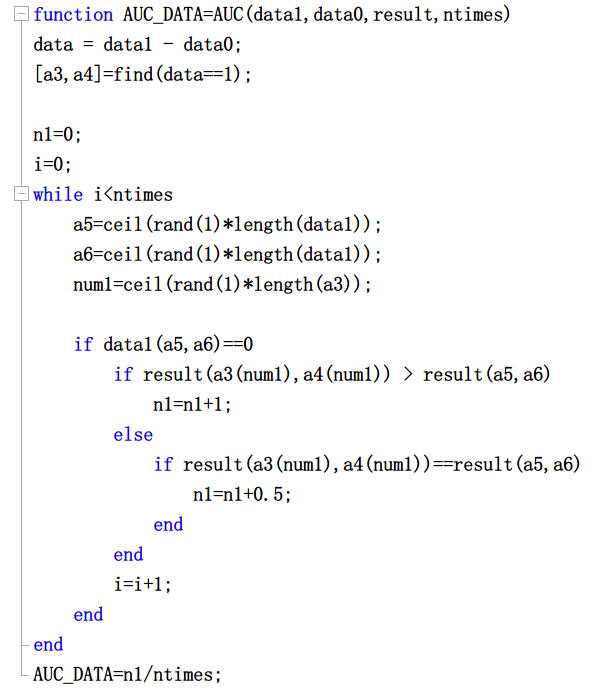 function AUC_DATA=AUC(data1,data0,result,ntimes)
data = data1 - data0;
[a3,a4]=find(data==1);
n1=0;
i=0;
while i<ntimes
a5=ceil(rand(1)*length(data1));
a6=ceil(rand(1)*length(data1));
num1=ceil(rand(1)*length(a3));
if data1(a5,a6)==0
if result(a3(num1),a4(num1)) > result(a5,a6)
n1=n1+1;
else
if result(a3(num1),a4(num1))==result(a5,a6)
n1=n1+0.5;
end
end
i=i+1;
end
end
AUC_DATA=n1/ntimes;